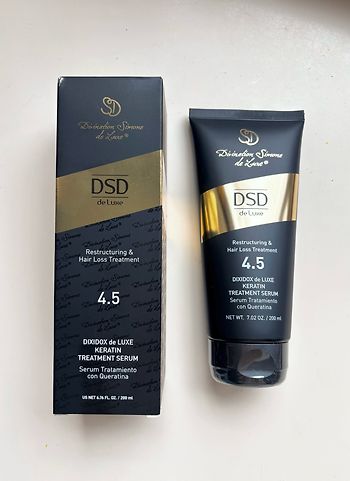 SD
Divination Simone
de Luxe®
DSD
de Luxe
Restructuring &
Hair Loss Treatment
4.5
DIXIDOX de LUXE
KERATIN
TREATMENT SERUM
Serum Tratamiento
con Queratina
US NET 6.76 FL. OZ. / 200 ml
SD
Divination Simone
de Luxe®
DSD
de Luxe
Restructuring &
Hair Loss Treatment
4.5
DIXIDOX de LUXE
KERATIN
TREATMENT SERUM
Serum Tratamiento
con Queratina
NET WT. 7.02 OZ. / 200 ml